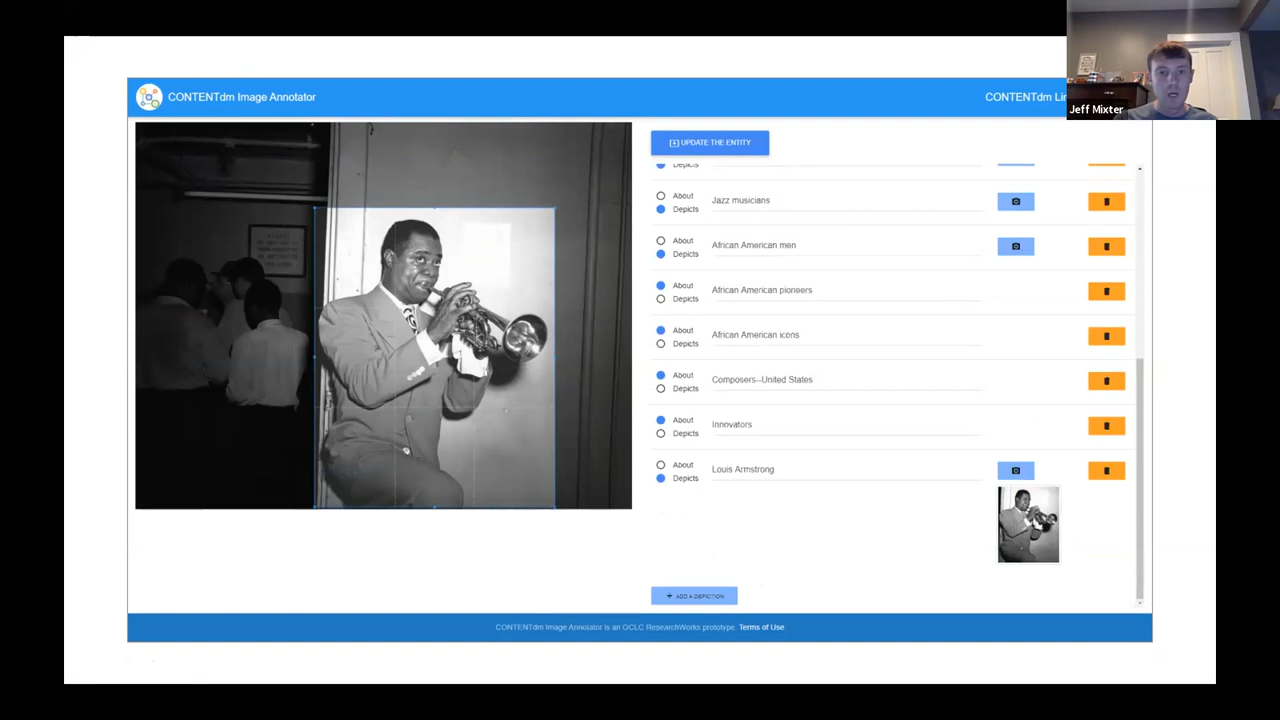 CONTENTdm Image Annotator
CONTENTdm Lin
Jeff Mixter
UPDATE THE ENTITY
Depicts
About
Depicts
Jazz musicians
About
Depicts
African American men
About
Depicts
African American pioneers
About
Depicts
African American icons
About
Depicts
Composers--United States
About
Depicts
Innovators
About
Depicts
Louis Armstrong
+ ADD A DEPICTION
CONTENTdm Image Annotator is an OCLC ResearchWorks prototype. Terms of Use